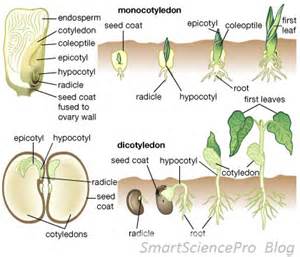 monocotyledon
endosperm
cotyledon
coleoptile
epicotyl
hypocotyl
radicle
seed coat
fused to
ovary wall
seed coat
radicle
epicotyl
coleoptile
first
leaf
hypocotyl
root
first leaves
dicotyledon
epicotyl
hypocotyl
radicle
seed coat
cotyledons
seed coat
hypocotyl
cotyledon
radicle
root
SmartSciencePro Blog